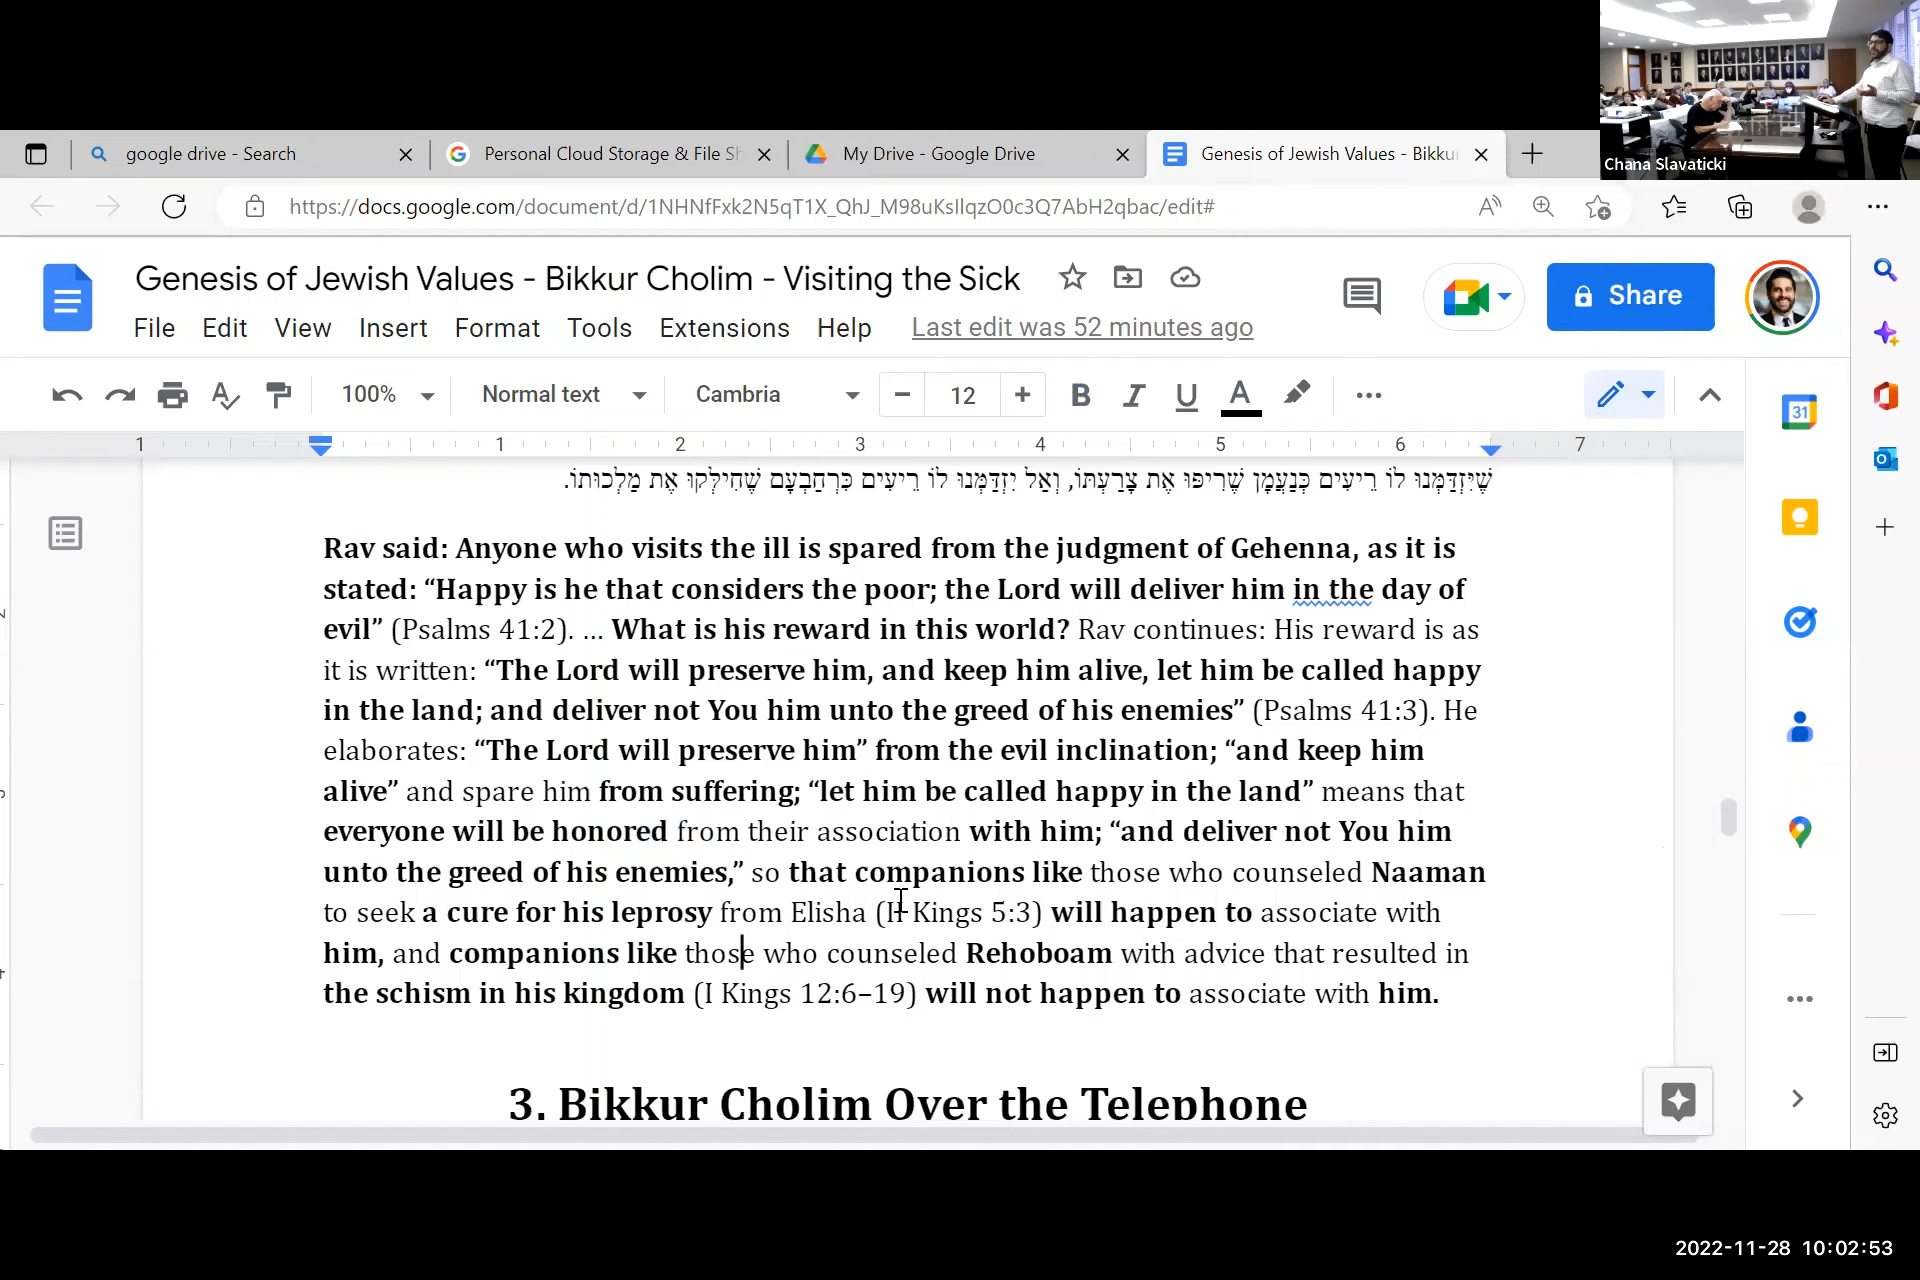 Chana Slavaticki
google drive - Search
Personal Cloud Storage & File Sh
My Drive - Google Drive
Genesis of Jewish Values - Bikku
https://docs.google.com/document/d/1NHNfFxk2N5qT1X_QhJ_M98uKsIlqzO0c3Q7AbH2qbac/edit#
Genesis of Jewish Values - Bikkur Cholim - Visiting the Sick
Share
File Edit View Insert Format Tools Extensions Help Last edit was 52 minutes ago
100% Normal text Cambria 12 B I U A
31
1 1 2 3 4 5 6 7
שֶׁיִּזְדַּמְּנוּ לוֹ רֵיעִים כְּנַעֲמָן שֶׁרִיפּוּ אֶת צָרַעְתּוֹ, וְאַל יִזְדַּמְּנוּ לוֹ רֵיעִים כִּרְחַבְעָם שֶׁחִילְּקוּ אֶת מַלְכוּתוֹ.
Rav said: Anyone who visits the ill is spared from the judgment of Gehenna, as it is
stated: “Happy is he that considers the poor; the Lord will deliver him in the day of
evil” (Psalms 41:2). … What is his reward in this world? Rav continues: His reward is as
it is written: “The Lord will preserve him, and keep him alive, let him be called happy
in the land; and deliver not You him unto the greed of his enemies” (Psalms 41:3). He
elaborates: “The Lord will preserve him” from the evil inclination; “and keep him
alive” and spare him from suffering; “let him be called happy in the land” means that
everyone will be honored from their association with him; “and deliver not You him
unto the greed of his enemies,” so that companions like those who counseled Naaman
to seek a cure for his leprosy from Elisha (II Kings 5:3) will happen to associate with
him, and companions like those who counseled Rehoboam with advice that resulted in
the schism in his kingdom (I Kings 12:6–19) will not happen to associate with him.
3. Bikkur Cholim Over the Telephone
2022-11-28 10:02:53